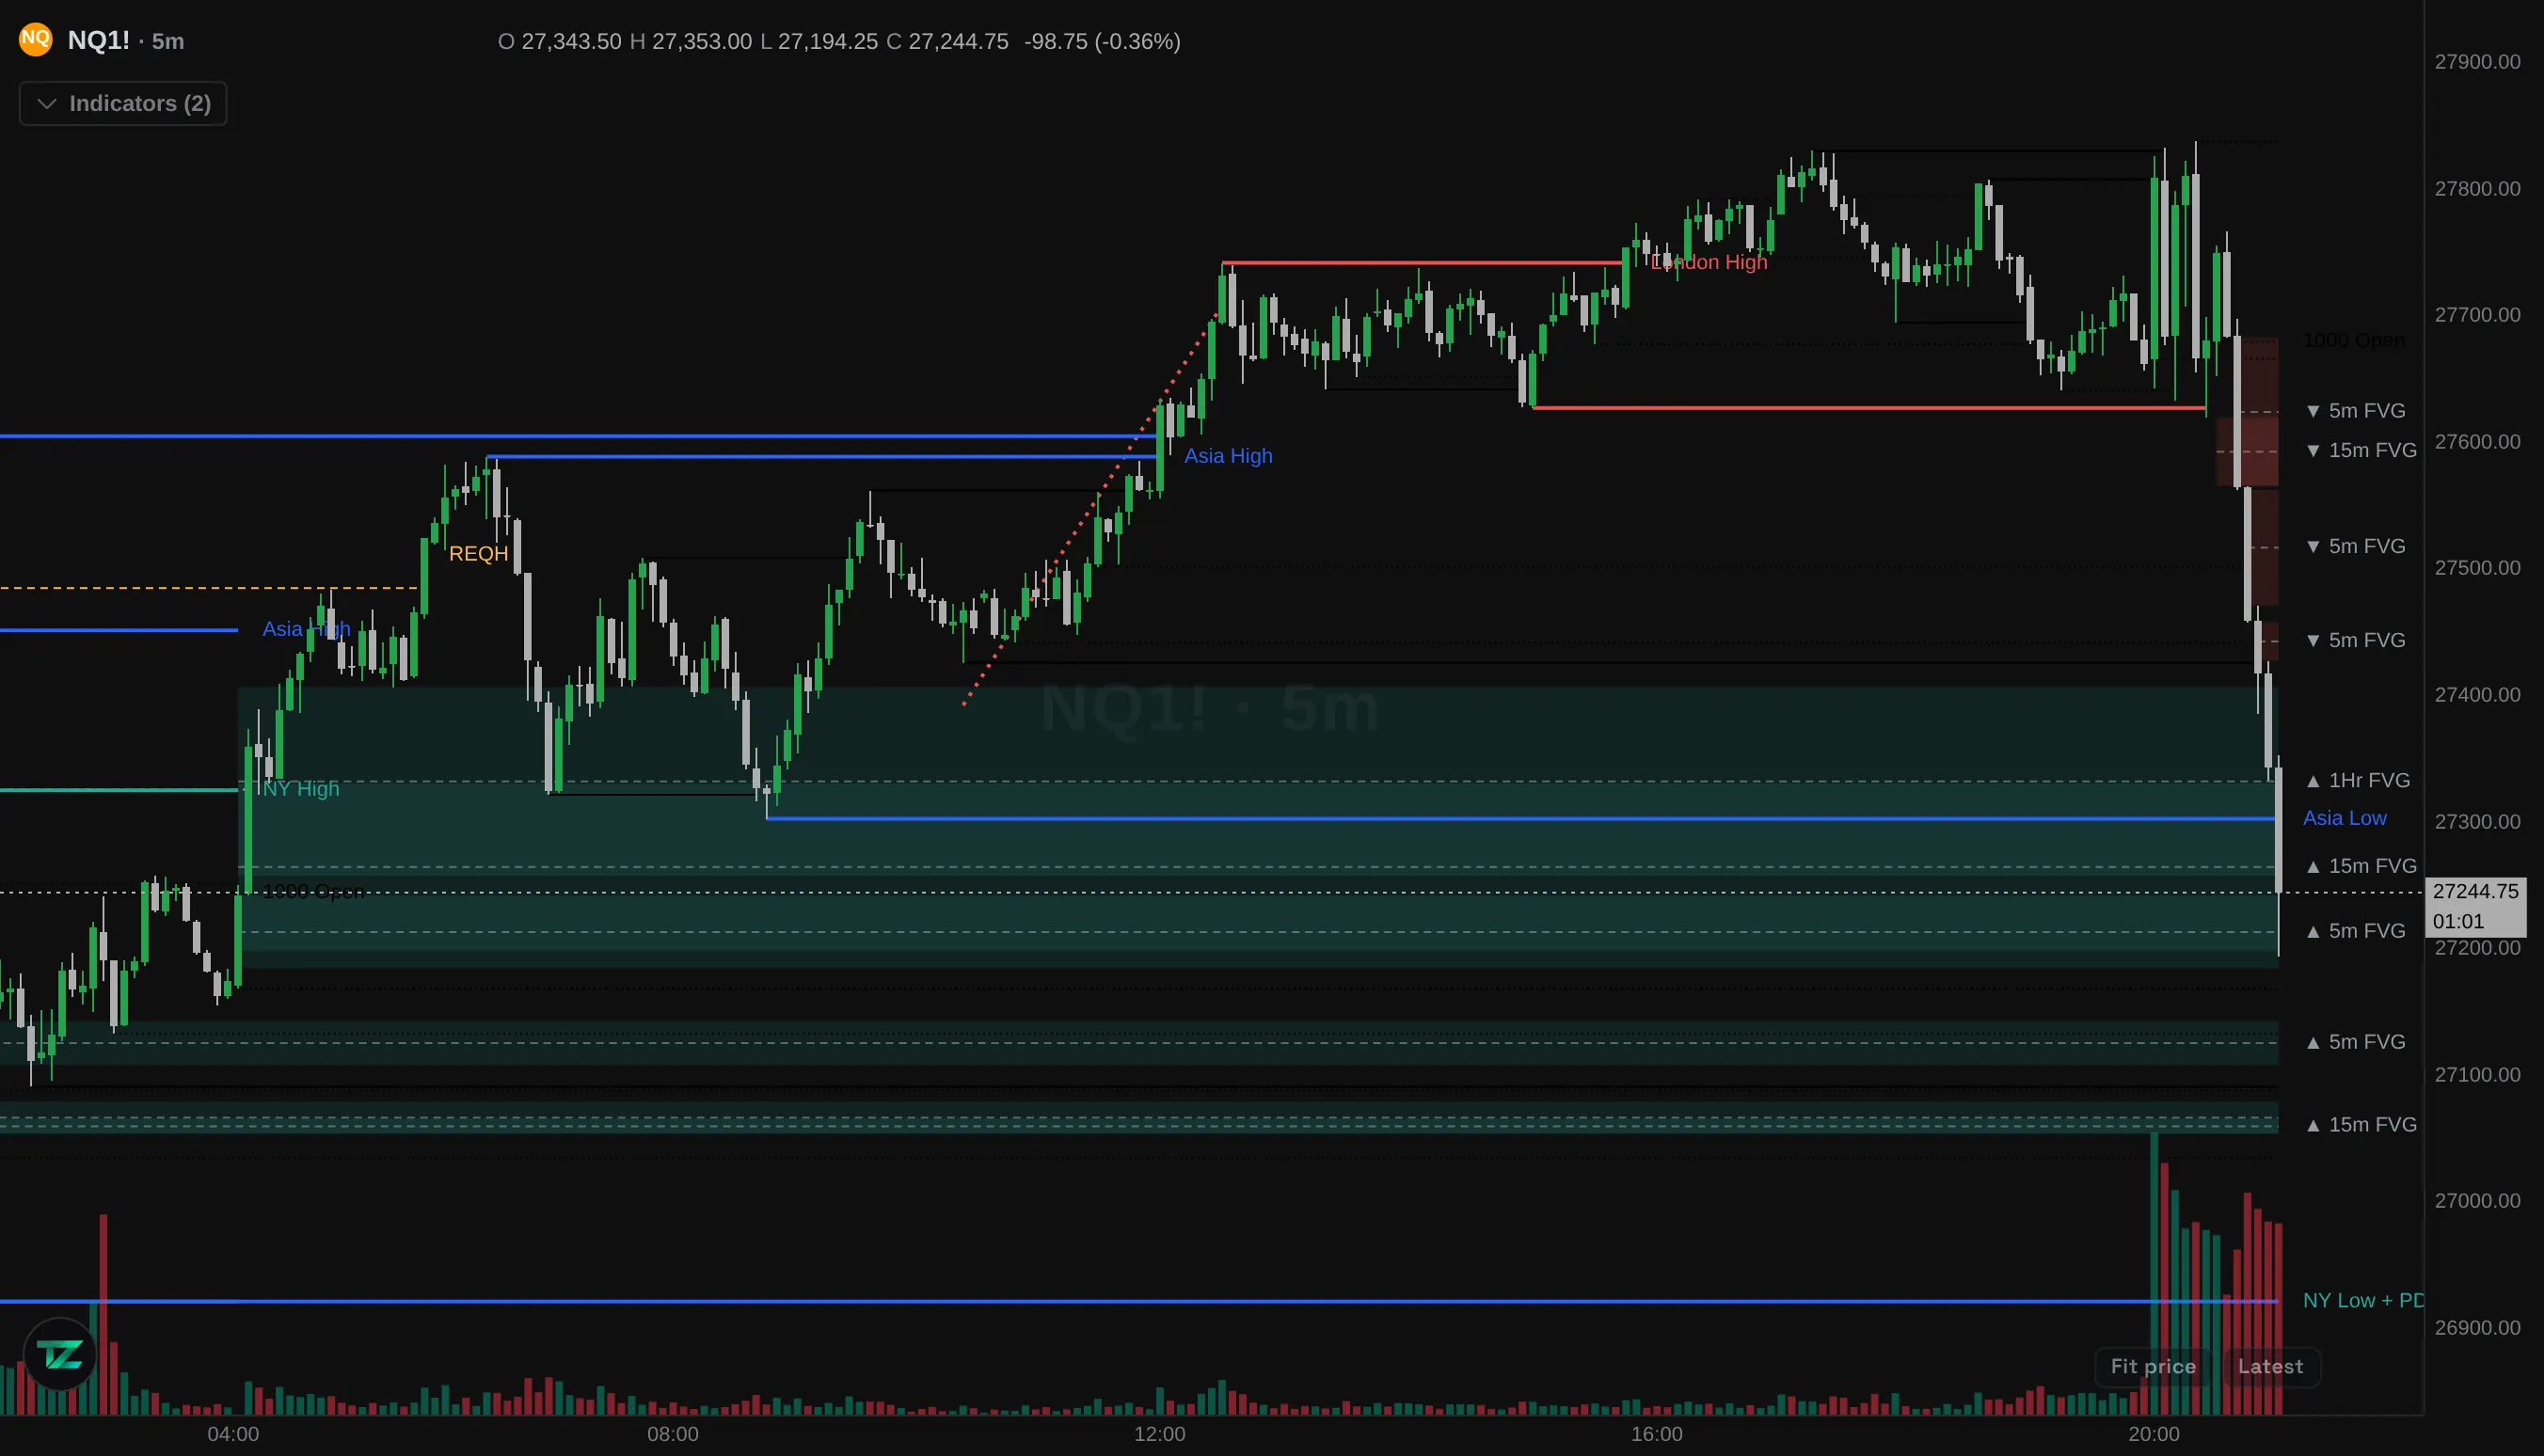 NQ NQ1! · 5m O 27,343.50 H 27,353.00 L 27,194.25 C 27,244.75 -98.75 (-0.36%)
Indicators (2)
27900.00
27800.00
London High
27700.00
1000 Open
▼ 5m FVG
27600.00
▼ 15m FVG
Asia High
REQH
▼ 5m FVG
27500.00
Asia High
▼ 5m FVG
27400.00
NQ1! · 5m
▲ 1Hr FVG
NY High
Asia Low
27300.00
▲ 15m FVG
1000 Open
27244.75
01:01
▲ 5m FVG
27200.00
▲ 5m FVG
27100.00
▲ 15m FVG
27000.00
NY Low + PD
26900.00
TZ
Fit price
Latest
04:00
08:00
12:00
16:00
20:00